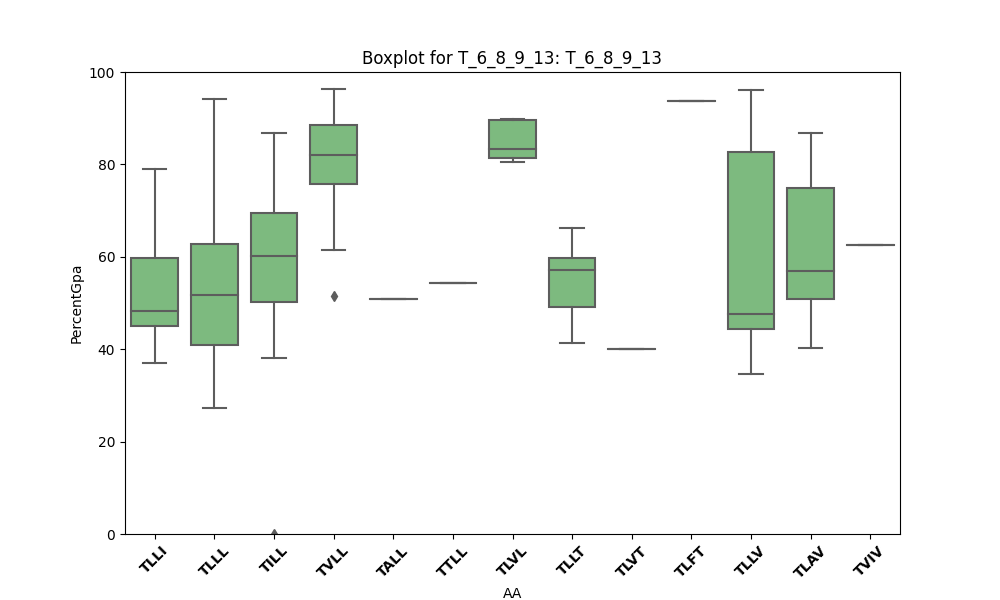 Boxplot for T_6_8_9_13: T_6_8_9_13
PercentGpa
100
80
60
40
20
0
TLLI TLLL TILL TVLL TALL TTLL TLVL TLLT TLVT TLFT TLLV TLAV TVIV
AA